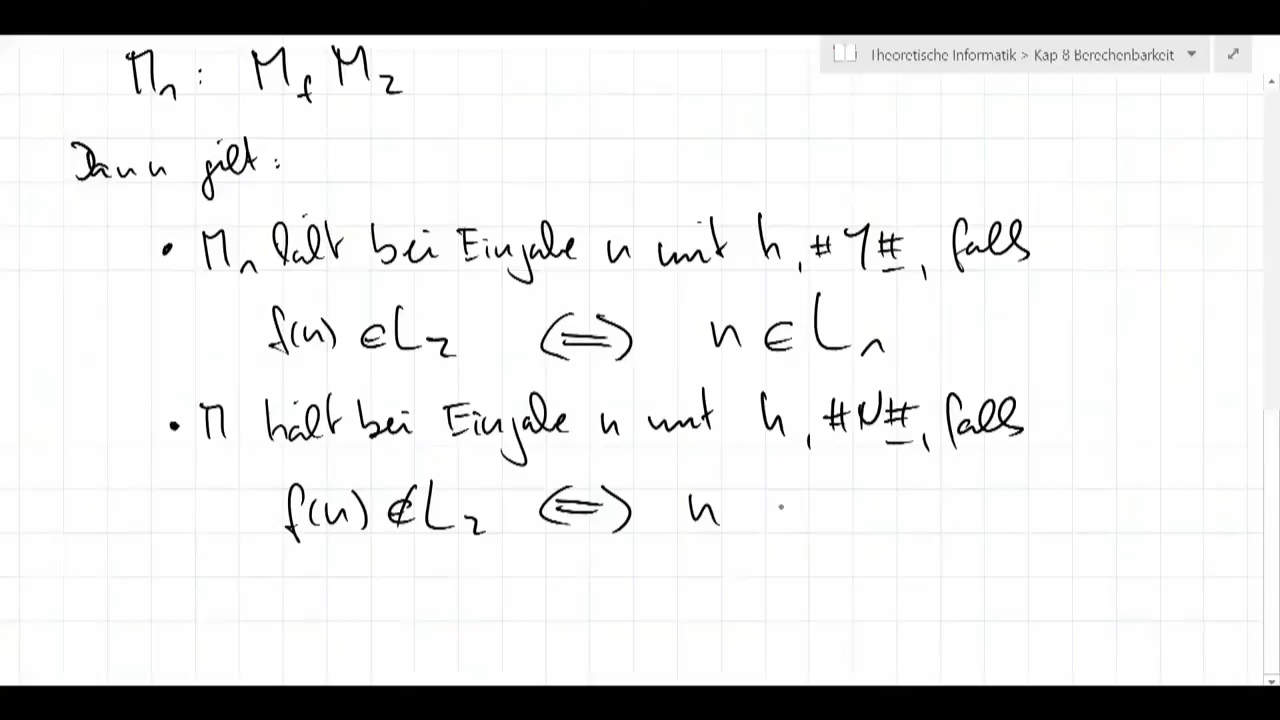 Theoretische Informatik > Kap 8 Berechenbarkeit
M₁ : M_f M₂
Dann gilt :
• M₁ hält bei Eingabe n mit h, #Y#, falls
f(n) ∈ L₂ ⇔ n ∈ L₁
• M hält bei Eingabe n mit h, #N#, falls
f(n) ∉ L₂ ⇔ n